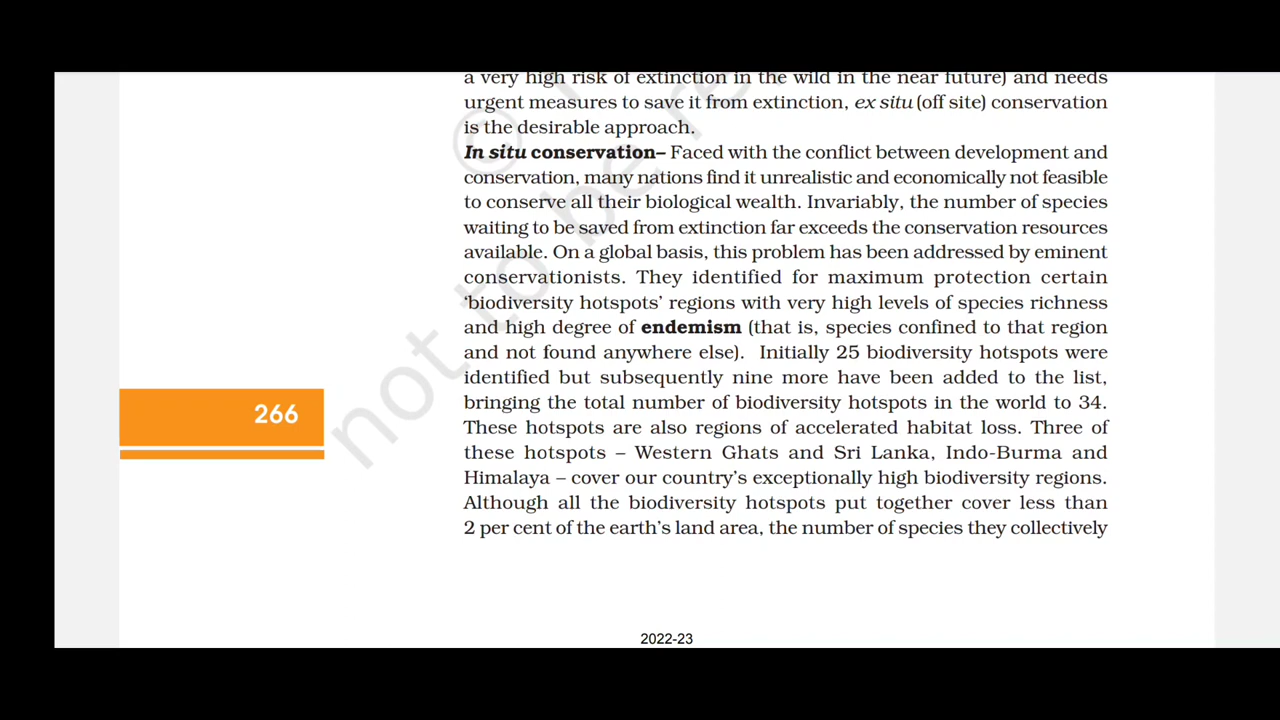 a very high risk of extinction in the wild in the near future) and needs
urgent measures to save it from extinction, ex situ (off site) conservation
is the desirable approach.
In situ conservation– Faced with the conflict between development and
conservation, many nations find it unrealistic and economically not feasible
to conserve all their biological wealth. Invariably, the number of species
waiting to be saved from extinction far exceeds the conservation resources
available. On a global basis, this problem has been addressed by eminent
conservationists. They identified for maximum protection certain
‘biodiversity hotspots’ regions with very high levels of species richness
and high degree of endemism (that is, species confined to that region
and not found anywhere else). Initially 25 biodiversity hotspots were
identified but subsequently nine more have been added to the list,
bringing the total number of biodiversity hotspots in the world to 34.
These hotspots are also regions of accelerated habitat loss. Three of
these hotspots – Western Ghats and Sri Lanka, Indo-Burma and
Himalaya – cover our country’s exceptionally high biodiversity regions.
Although all the biodiversity hotspots put together cover less than
2 per cent of the earth’s land area, the number of species they collectively
266
©
not to be re
2022-23